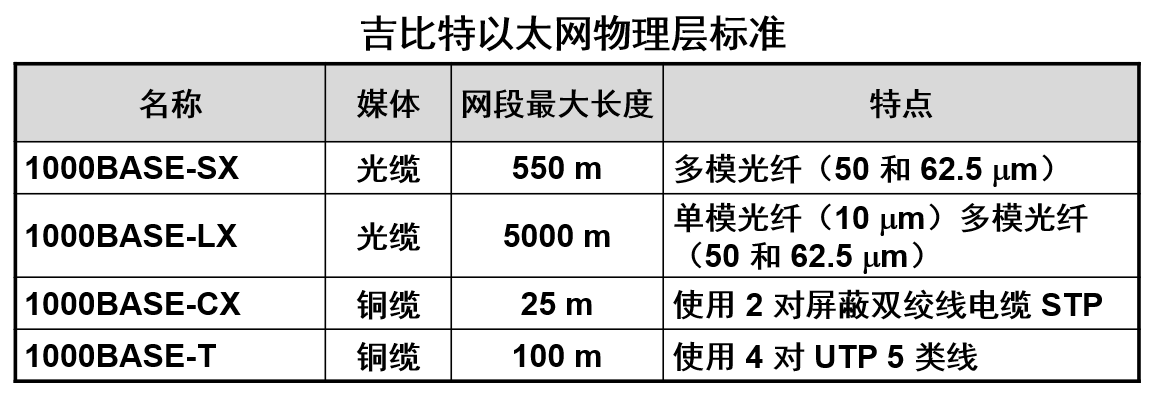 吉比特以太网物理层标准
名称 媒体 网段最大长度 特点
1000BASE-SX 光缆 550 m 多模光纤（50 和 62.5 μm）
1000BASE-LX 光缆 5000 m 单模光纤（10 μm）多模光纤
（50 和 62.5 μm）
1000BASE-CX 铜缆 25 m 使用 2 对屏蔽双绞线电缆 STP
1000BASE-T 铜缆 100 m 使用 4 对 UTP 5 类线